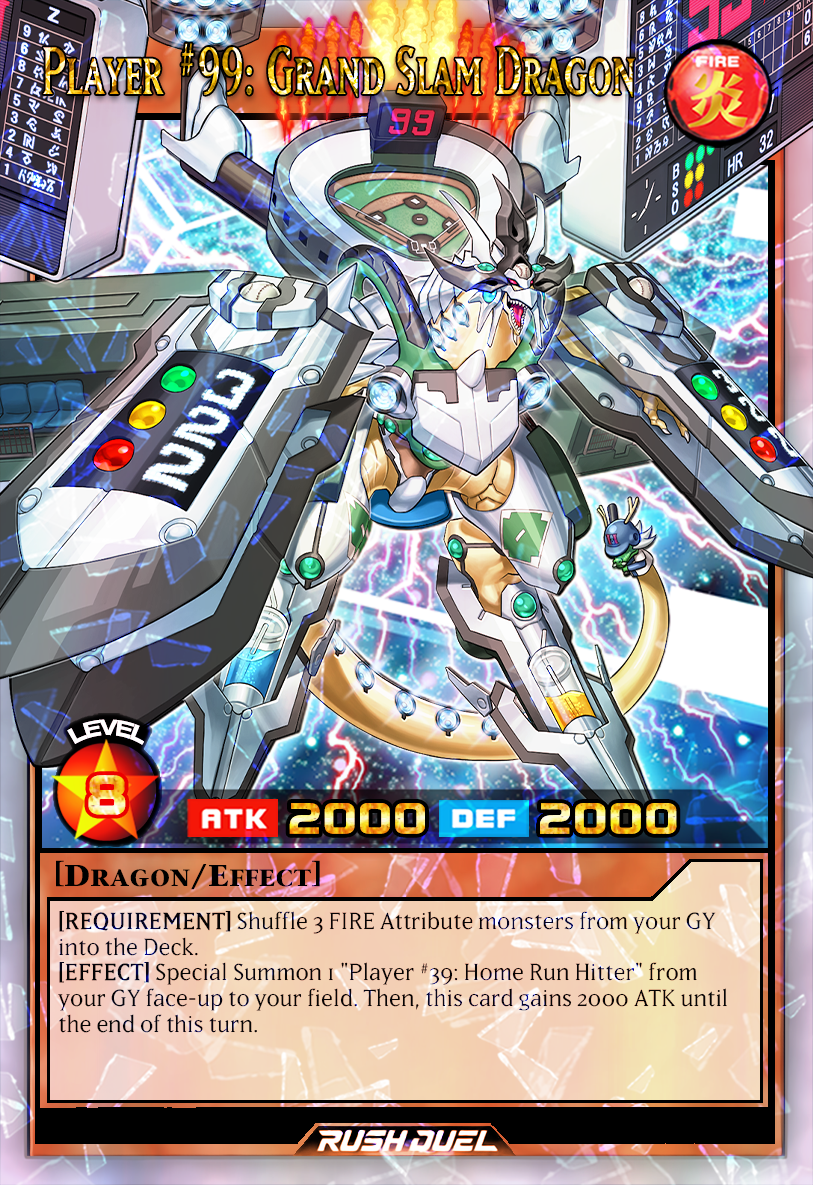 PLAYER #99: GRAND SLAM DRAGON
FIRE
炎
99
B
S
O
HR 32
LEVEL
8
ATK 2000 DEF 2000
[DRAGON/EFFECT]
[REQUIREMENT] Shuffle 3 FIRE Attribute monsters from your GY
into the Deck.
[EFFECT] Special Summon 1 "Player #39: Home Run Hitter" from
your GY face-up to your field. Then, this card gains 2000 ATK until
the end of this turn.
RUSH DUEL